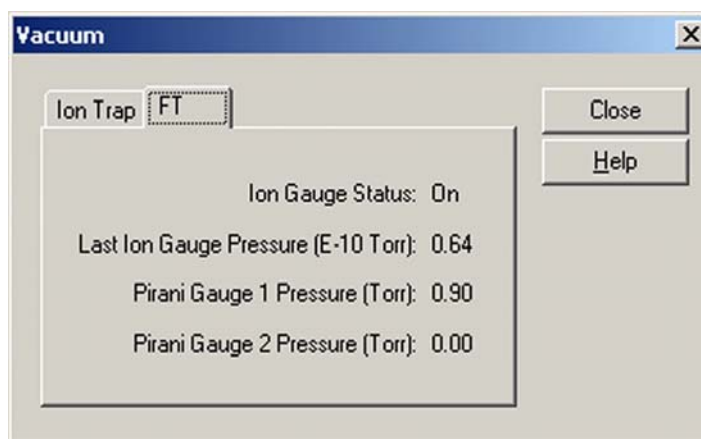 Vacuum
Ion Trap FT
Close
Help
Ion Gauge Status: On
Last Ion Gauge Pressure (E-10 Torr): 0.64
Pirani Gauge 1 Pressure (Torr): 0.90
Pirani Gauge 2 Pressure (Torr): 0.00